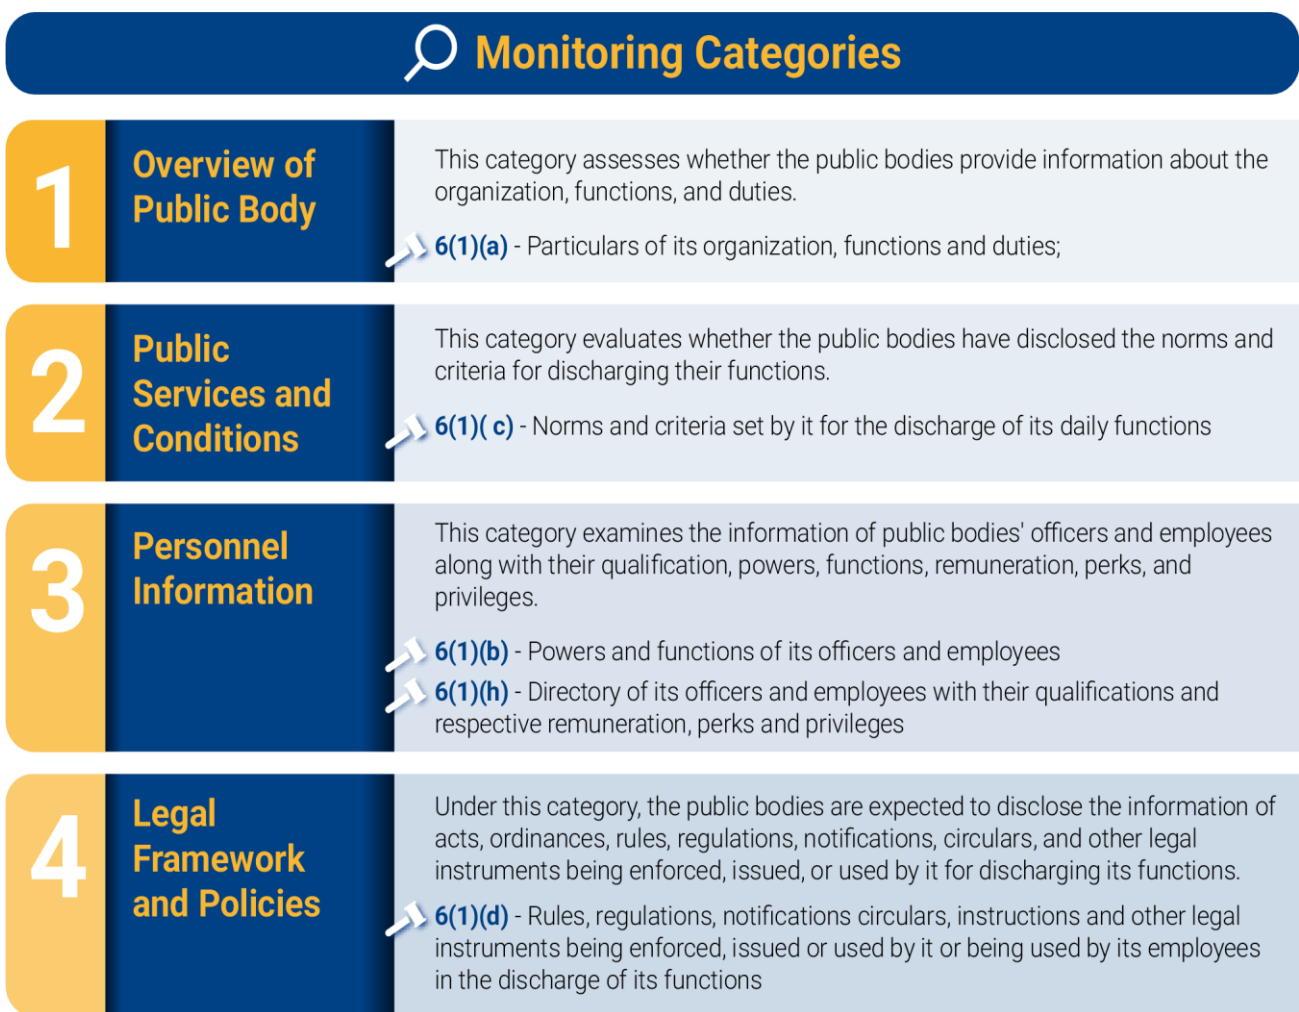 Monitoring Categories
1
Overview of
Public Body
This category assesses whether the public bodies provide information about the
organization, functions, and duties.
6(1)(a) - Particulars of its organization, functions and duties;
2
Public
Services and
Conditions
This category evaluates whether the public bodies have disclosed the norms and
criteria for discharging their functions.
6(1)( c) - Norms and criteria set by it for the discharge of its daily functions
3
Personnel
Information
This category examines the information of public bodies' officers and employees
along with their qualification, powers, functions, remuneration, perks, and
privileges.
6(1)(b) - Powers and functions of its officers and employees
6(1)(h) - Directory of its officers and employees with their qualifications and
respective remuneration, perks and privileges
4
Legal
Framework
and Policies
Under this category, the public bodies are expected to disclose the information of
acts, ordinances, rules, regulations, notifications, circulars, and other legal
instruments being enforced, issued, or used by it for discharging its functions.
6(1)(d) - Rules, regulations, notifications circulars, instructions and other legal
instruments being enforced, issued or used by it or being used by its employees
in the discharge of its functions